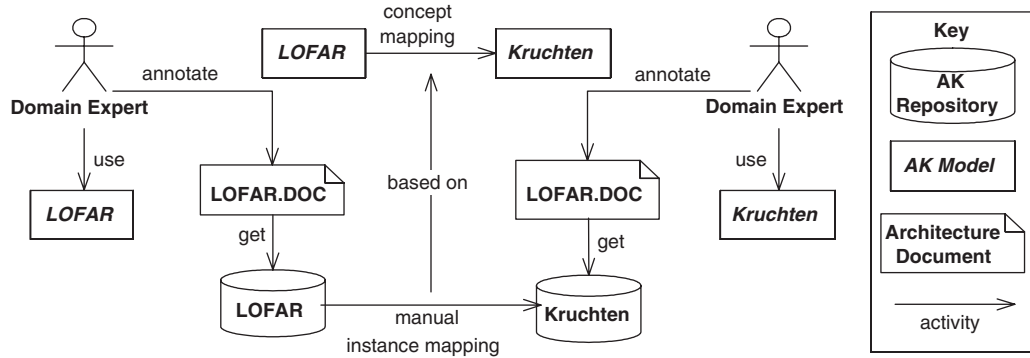 concept
mapping
LOFAR
Kruchten
annotate
annotate
Domain Expert
Domain Expert
use
use
LOFAR.DOC
based on
LOFAR.DOC
LOFAR
Kruchten
get
get
LOFAR
Kruchten
manual
instance mapping
Key
AK
Repository
AK Model
Architecture
Document
activity